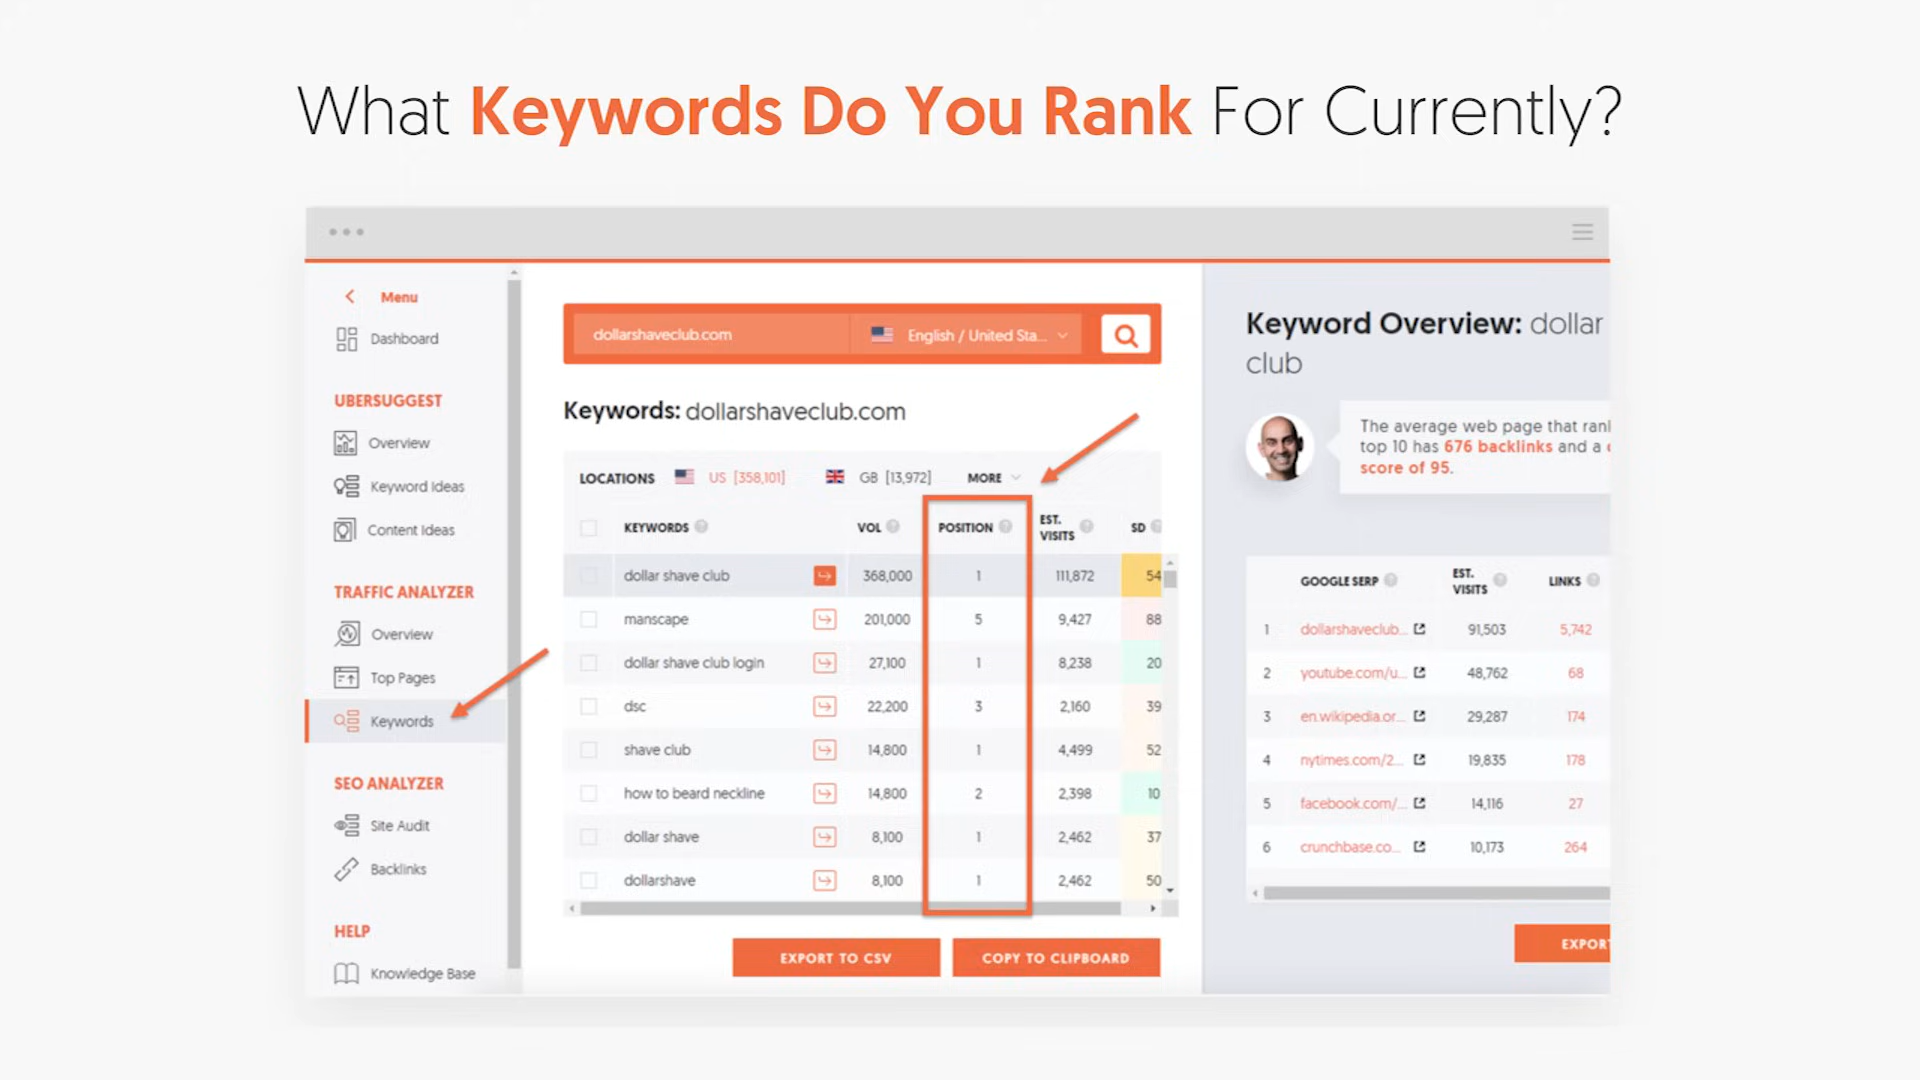 What Keywords Do You Rank For Currently?
Menu
Dashboard
UBERSUGGEST
Overview
Keyword Ideas
Content Ideas
TRAFFIC ANALYZER
Overview
Top Pages
Keywords
SEO ANALYZER
Site Audit
Backlinks
HELP
Knowledge Base
dollarshaveclub.com English / United Sta...
Keywords: dollarshaveclub.com
LOCATIONS US [358,101] GB [13,972] MORE
KEYWORDS VOL POSITION EST. VISITS SD
dollar shave club 368,000 1 111,872 54
manscape 201,000 5 9,427 88
dollar shave club login 27,100 1 8,238 20
dsc 22,200 3 2,160 39
shave club 14,800 1 4,499 52
how to beard neckline 14,800 2 2,398 10
dollar shave 8,100 1 2,462 37
dollarshave 8,100 1 2,462 50
EXPORT TO CSV COPY TO CLIPBOARD
Keyword Overview: dollar
club
The average web page that rank
top 10 has 676 backlinks and a
score of 95.
GOOGLE SERP EST. VISITS LINKS
1 dollarshaveclub... 91,503 5,742
2 youtube.com/u... 48,762 68
3 en.wikipedia.or... 29,287 174
4 nytimes.com/2... 19,835 178
5 facebook.com/... 14,116 27
6 crunchbase.co... 10,173 264
EXPORT